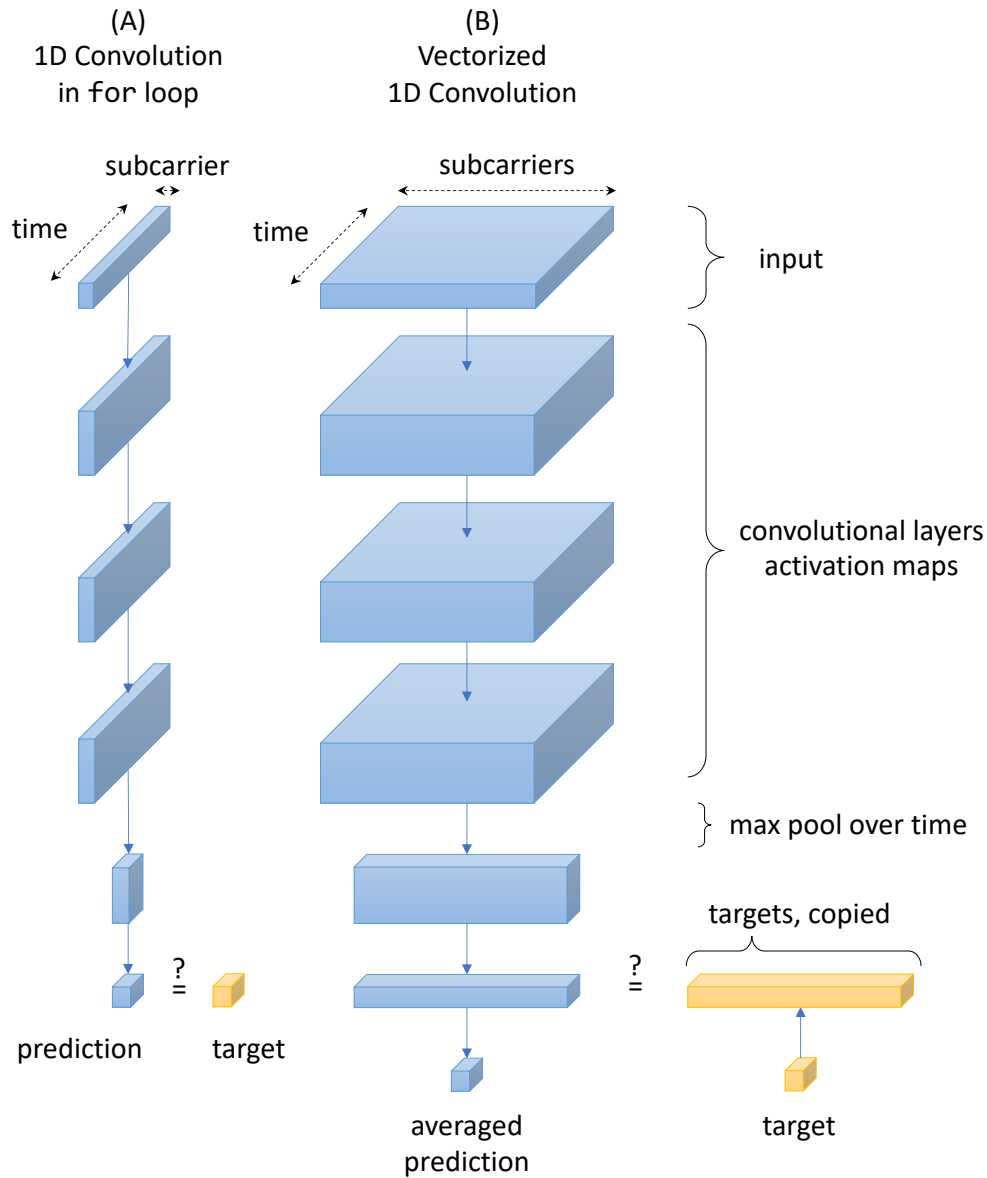 (A)
1D Convolution
in for loop
(B)
Vectorized
1D Convolution
subcarrier
time
subcarriers
time
input
convolutional layers
activation maps
max pool over time
targets, copied
?
=
?
=
prediction
target
averaged
prediction
target